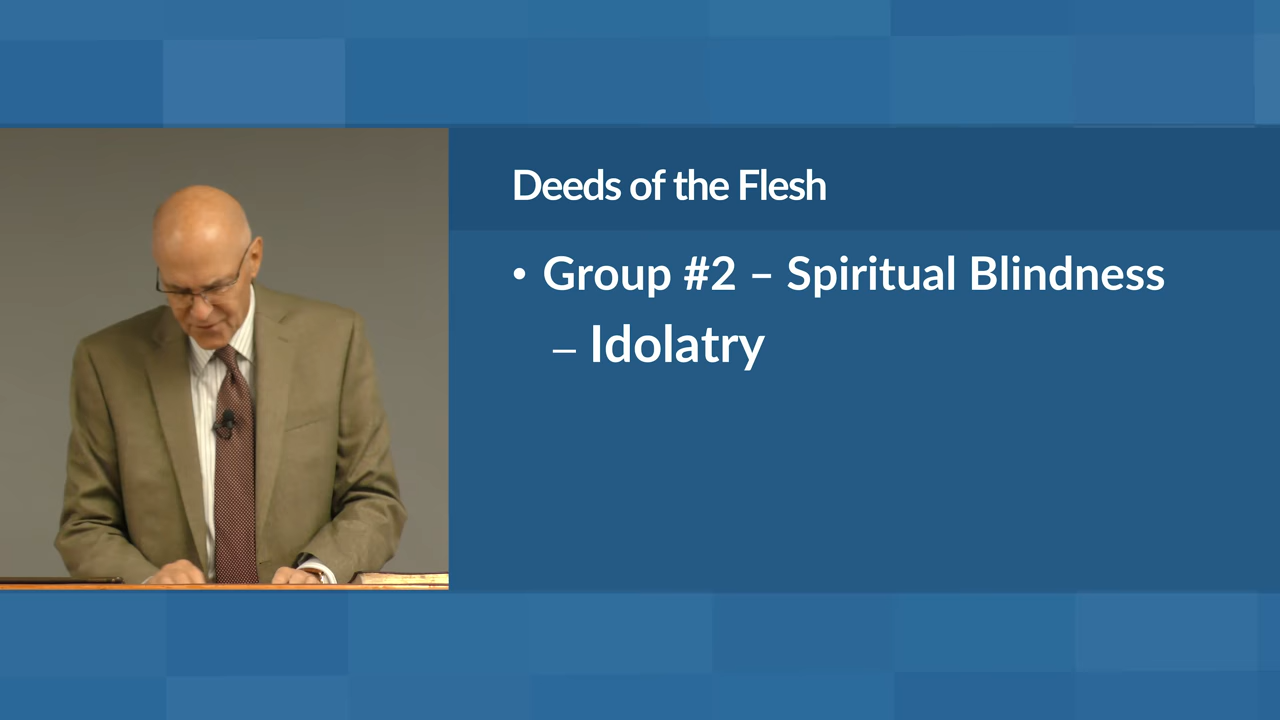 Deeds of the Flesh
• Group #2 – Spiritual Blindness
– Idolatry